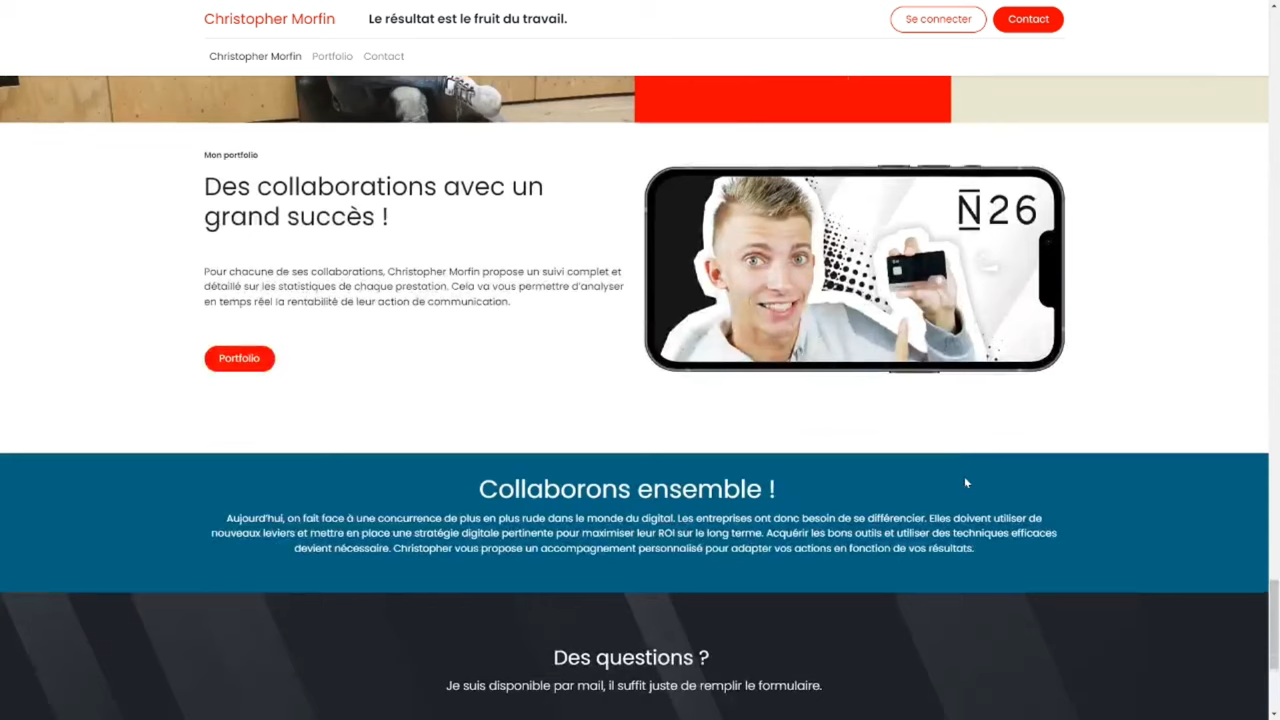 Christopher Morfin
Le résultat est le fruit du travail.
Se connecter
Contact
Christopher Morfin
Portfolio
Contact
Mon portfolio
Des collaborations avec un
grand succès !
Pour chacune de ses collaborations, Christopher Morfin propose un suivi complet et
détaillé sur les statistiques de chaque prestation. Cela va vous permettre d'analyser
en temps réel la rentabilité de leur action de communication.
Portfolio
N26
Collaborons ensemble !
Aujourd'hui, on fait face à une concurrence de plus en plus rude dans le monde du digital. Les entreprises ont donc besoin de se différencier. Elles doivent utiliser de
nouveaux leviers et mettre en place une stratégie digitale pertinente pour maximiser leur ROI sur le long terme. Acquérir les bons outils et utiliser des techniques efficaces
devient nécessaire. Christopher vous propose un accompagnement personnalisé pour adapter vos actions en fonction de vos résultats.
Des questions ?
Je suis disponible par mail, il suffit juste de remplir le formulaire.